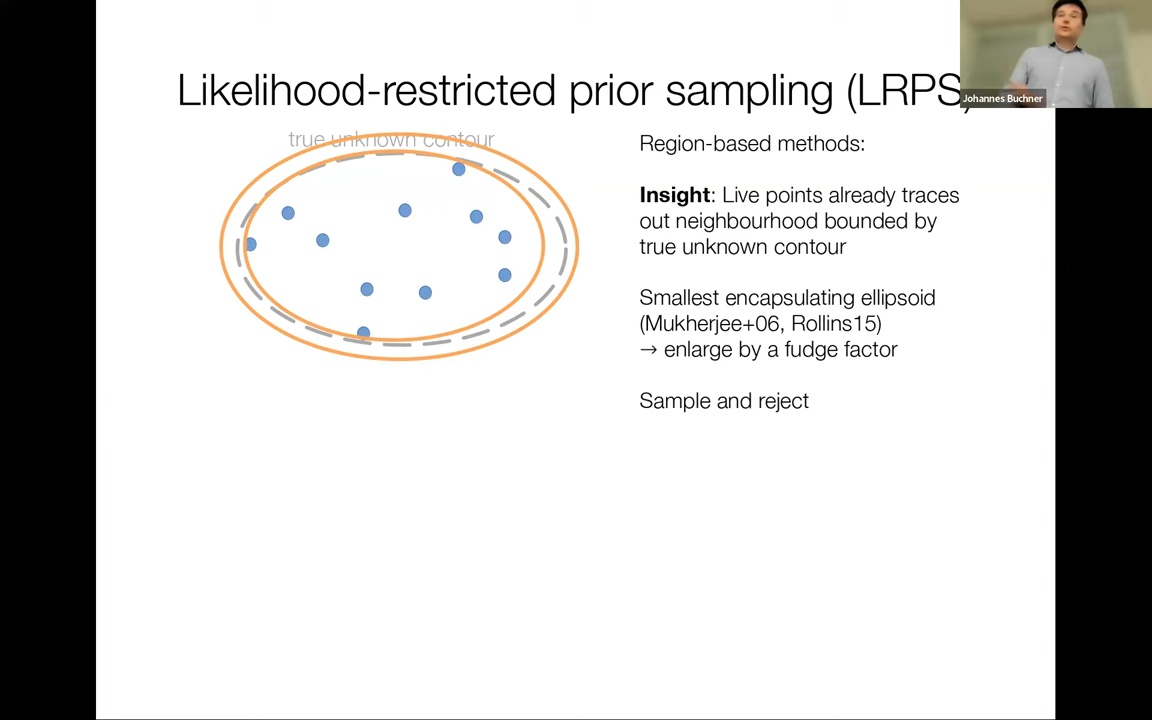 Likelihood-restricted prior sampling (LRPS)
Johannes Buchner
true unknown contour
Region-based methods:
Insight: Live points already traces
out neighbourhood bounded by
true unknown contour
Smallest encapsulating ellipsoid
(Mukherjee+06, Rollins15)
→ enlarge by a fudge factor
Sample and reject